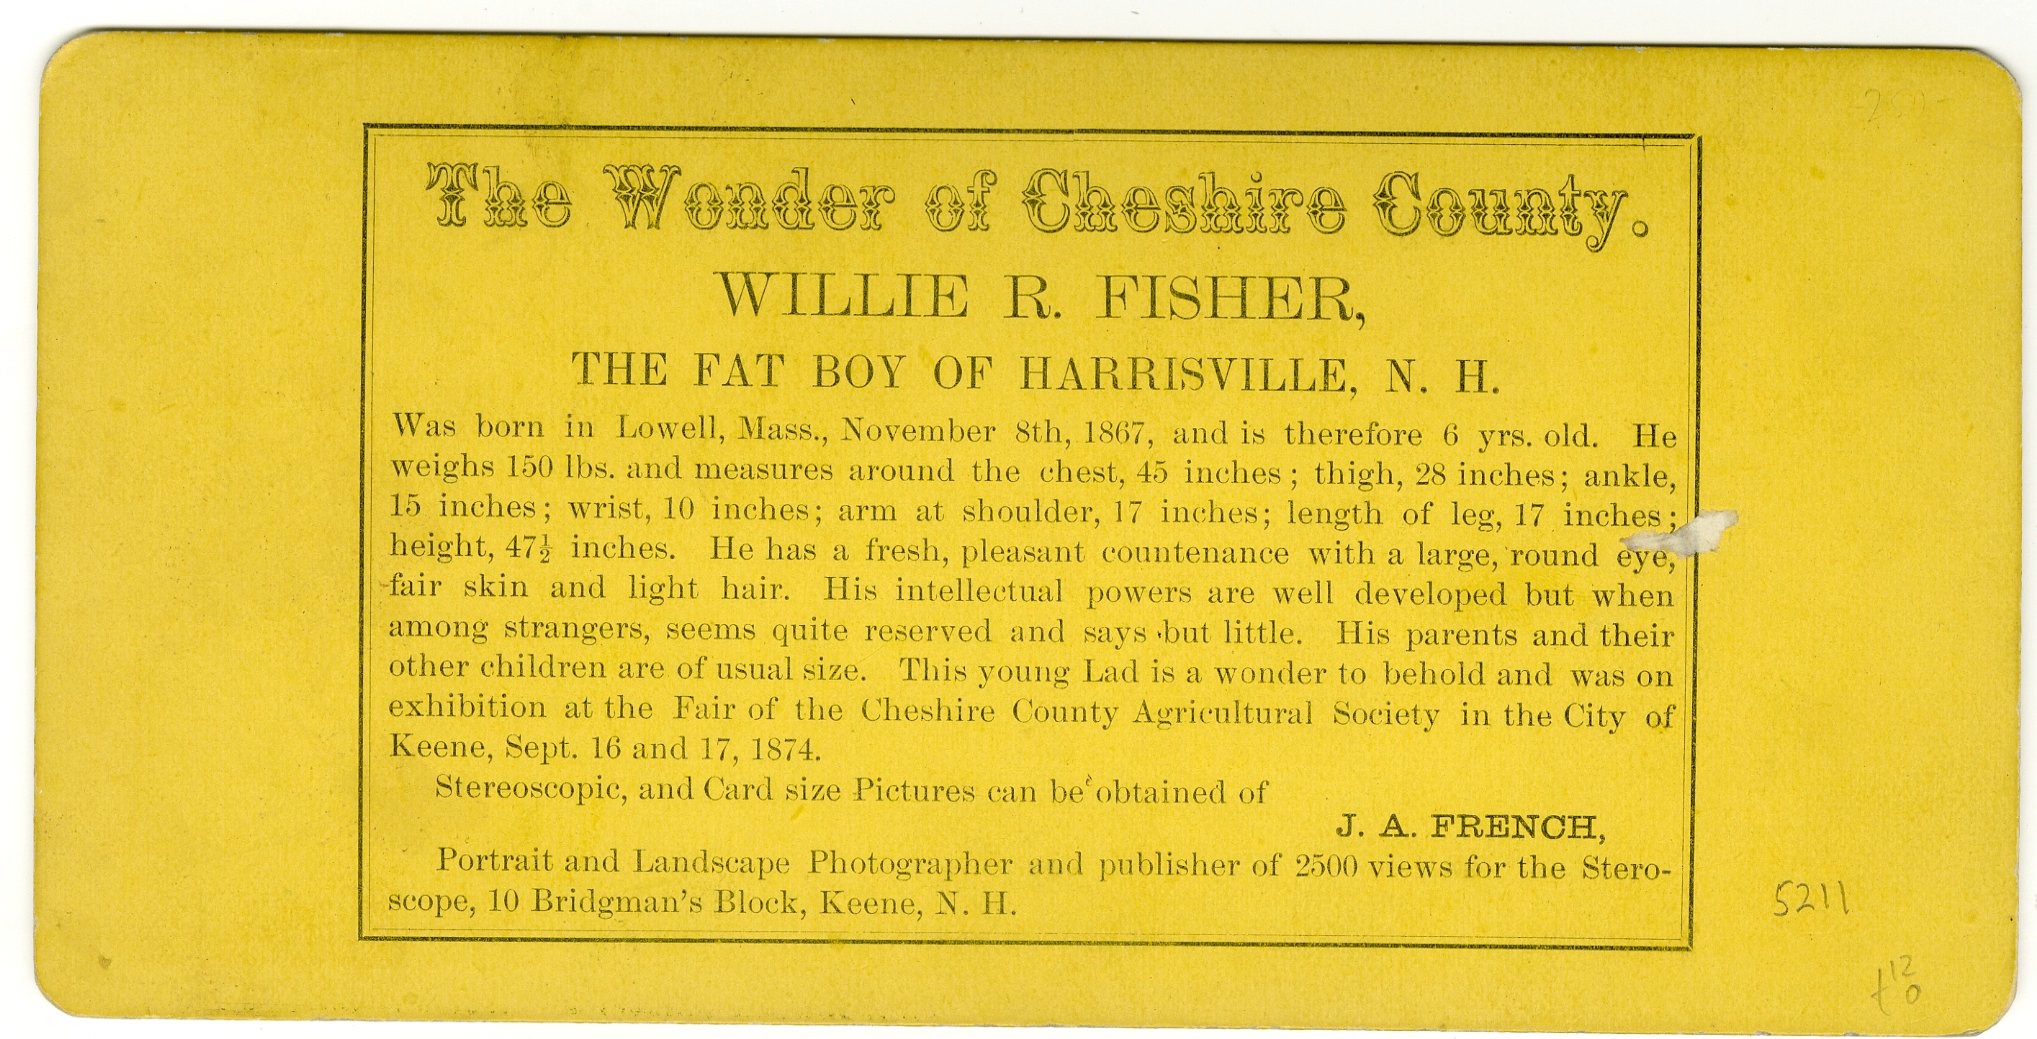 The Wonder of Cheshire County.
WILLIE R. FISHER,
THE FAT BOY OF HARRISVILLE, N. H.
Was born in Lowell, Mass., November 8th, 1867, and is therefore 6 yrs. old. He
weighs 150 lbs. and measures around the chest, 45 inches; thigh, 28 inches; ankle,
15 inches; wrist, 10 inches; arm at shoulder, 17 inches; length of leg, 17 inches;
height, 47½ inches. He has a fresh, pleasant countenance with a large, round eye,
fair skin and light hair. His intellectual powers are well developed but when
among strangers, seems quite reserved and says but little. His parents and their
other children are of usual size. This young Lad is a wonder to behold and was on
exhibition at the Fair of the Cheshire County Agricultural Society in the City of
Keene, Sept. 16 and 17, 1874.
Stereoscopic, and Card size Pictures can be obtained of
J. A. FRENCH,
Portrait and Landscape Photographer and publisher of 2500 views for the Stero-
scope, 10 Bridgman's Block, Keene, N. H.
5211